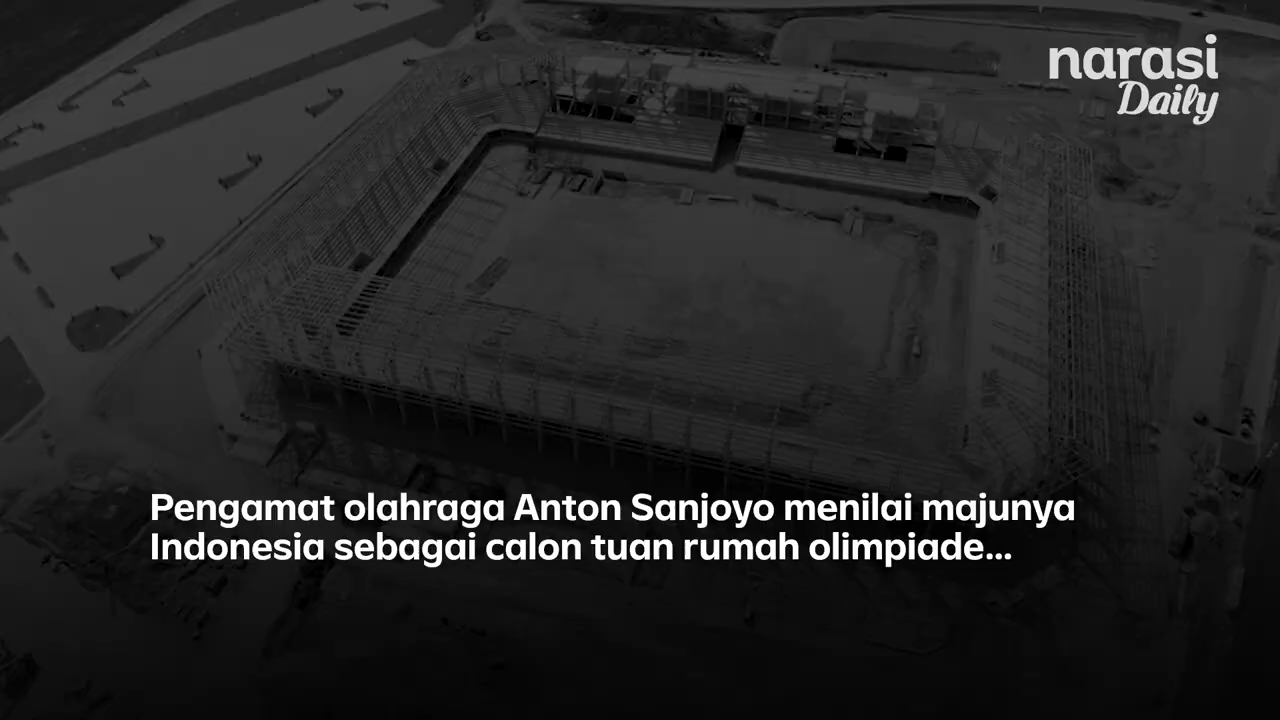 narasi
Daily
Pengamat olahraga Anton Sanjoyo menilai majunya
Indonesia sebagai calon tuan rumah olimpiade...